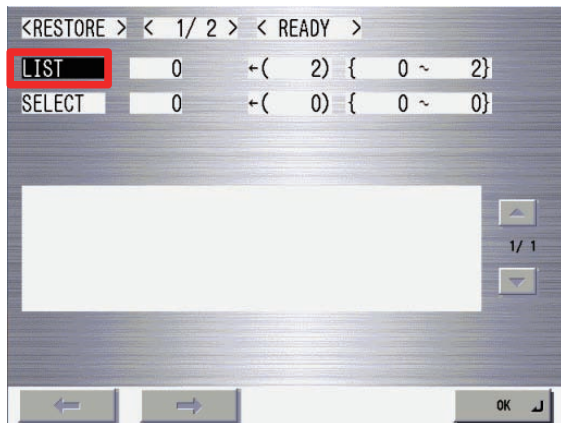 <RESTORE > < 1/ 2 > < READY >
LIST 0 ←( 2) { 0 ~ 2}
SELECT 0 ←( 0) { 0 ~ 0}
1/ 1
OK